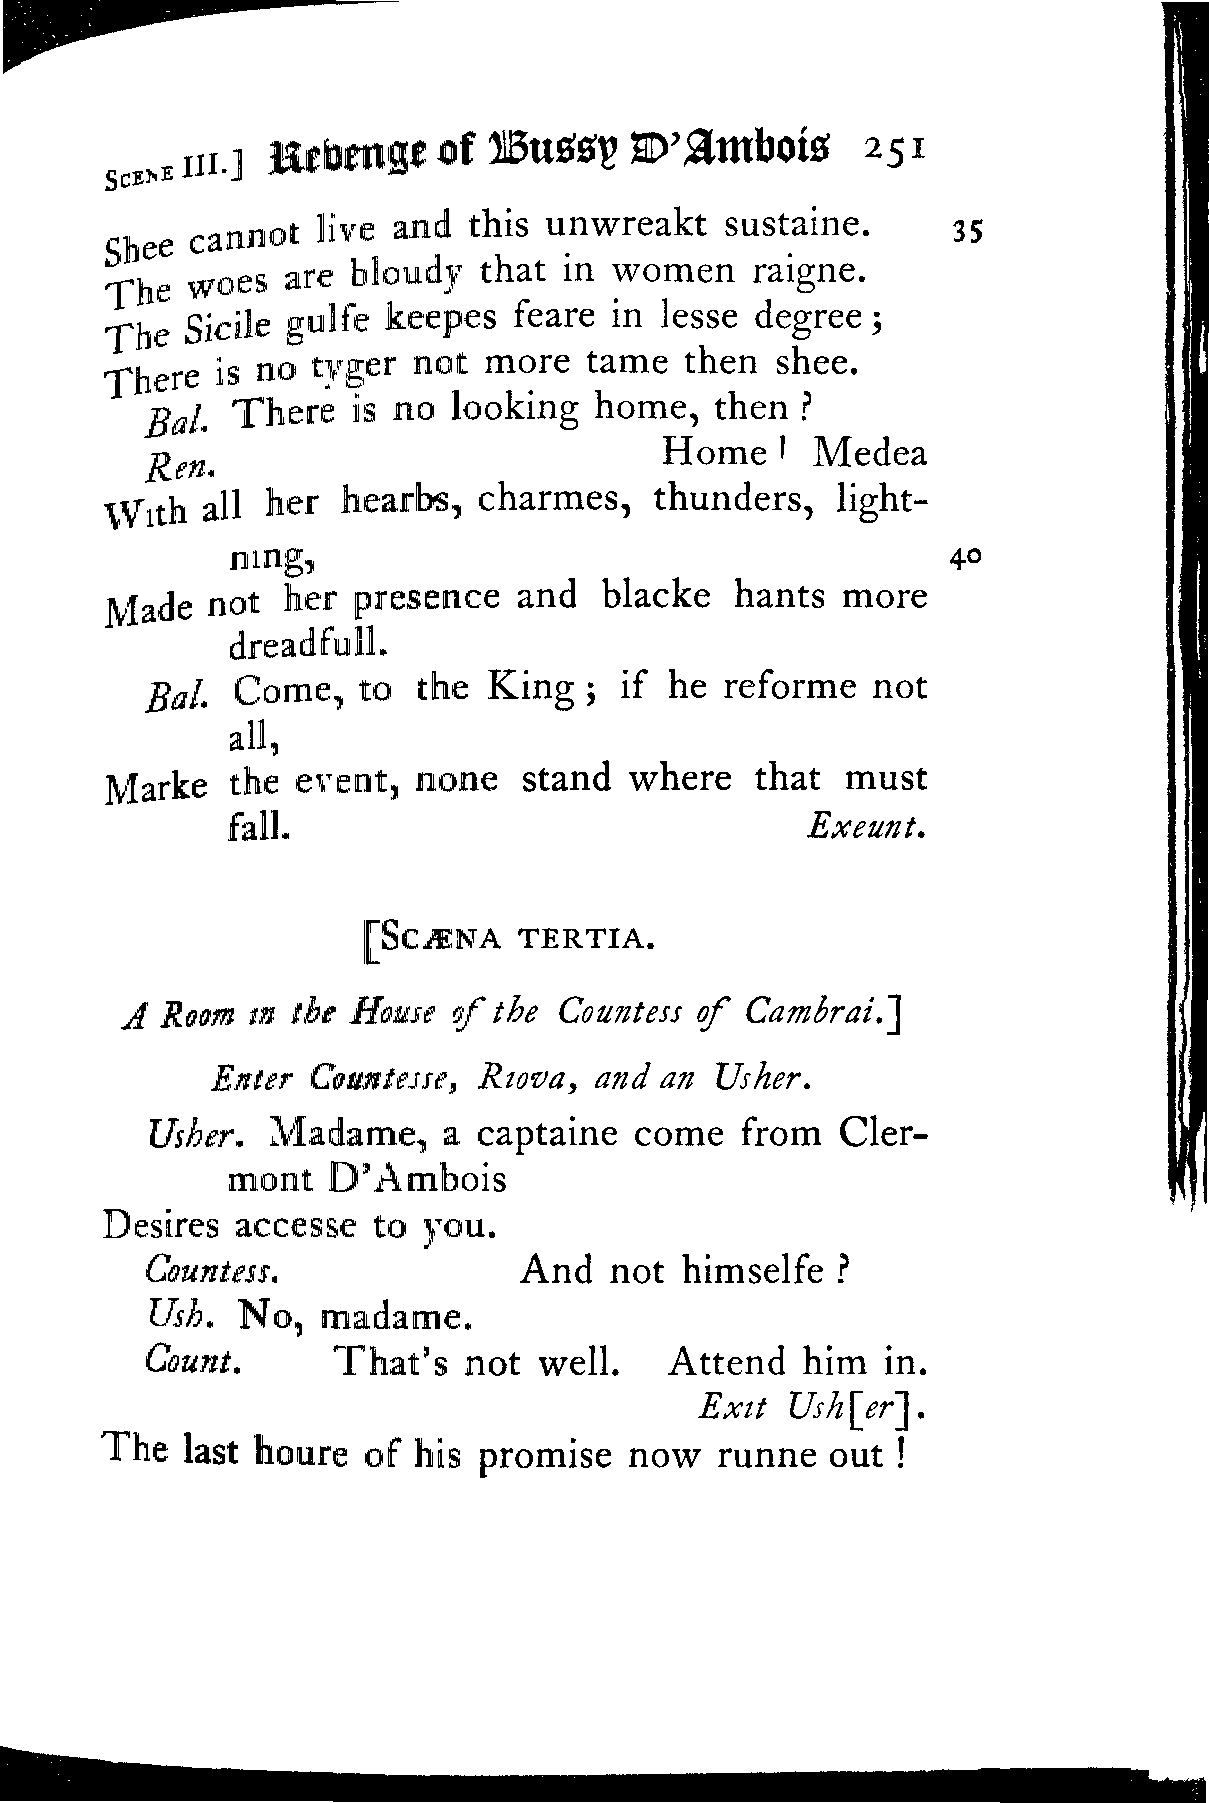 SCENE III.] Revenge of Bussy D'Ambois 251
Shee cannot live and this unwreakt sustaine. 35
The woes are bloudy that in women raigne.
The Sicile gulfe keepes feare in lesse degree;
There is no tyger not more tame then shee.
Bal. There is no looking home, then?
Ren. Home! Medea
With all her hearbs, charmes, thunders, light-
ning, 40
Made not her presence and blacke hants more
dreadfull.
Bal. Come, to the King; if he reforme not
all,
Marke the event, none stand where that must
fall. Exeunt.
[SCÆNA TERTIA.
A Room in the House of the Countess of Cambrai.]
Enter Countesse, Riova, and an Usher.
Usher. Madame, a captaine come from Cler-
mont D'Ambois
Desires accesse to you.
Countess. And not himselfe?
Ush. No, madame.
Count. That's not well. Attend him in.
Exit Ush[er].
The last houre of his promise now runne out!